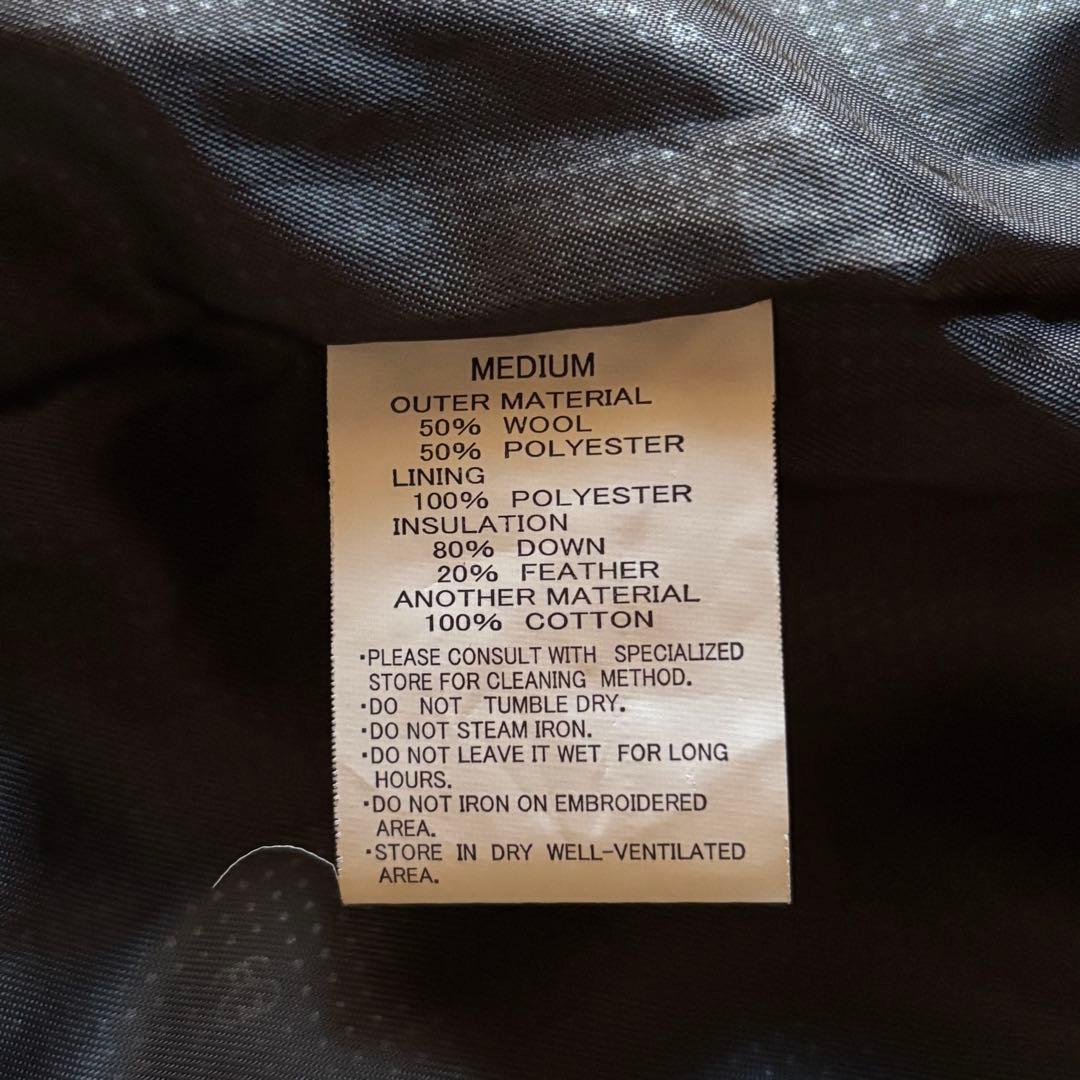 MEDIUM
OUTER MATERIAL
50% WOOL
50% POLYESTER
LINING
100% POLYESTER
INSULATION
80% DOWN
20% FEATHER
ANOTHER MATERIAL
100% COTTON
・PLEASE CONSULT WITH SPECIALIZED
STORE FOR CLEANING METHOD.
・DO NOT TUMBLE DRY.
・DO NOT STEAM IRON.
・DO NOT LEAVE IT WET FOR LONG
HOURS.
・DO NOT IRON ON EMBROIDERED
AREA.
・STORE IN DRY WELL-VENTILATED
AREA.